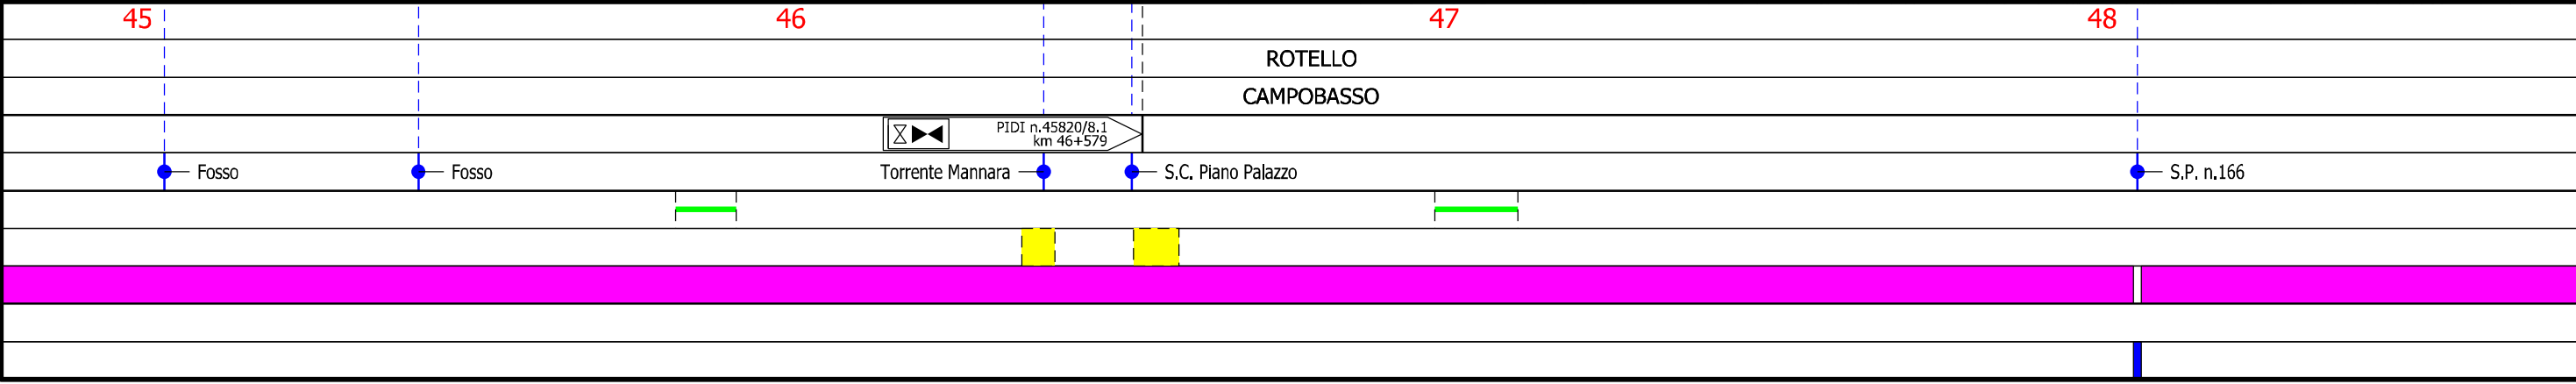 45 46 47 48
ROTELLO
CAMPOBASSO
PIDI n.45820/8.1
km 46+579
Fosso Fosso Torrente Mannara S.C. Piano Palazzo S.P. n.166